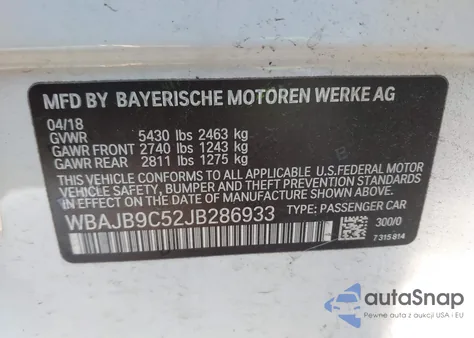 MFD BY BAYERISCHE MOTOREN WERKE AG
04/18
GVWR 5430 lbs 2463 kg
GAWR FRONT 2740 lbs 1243 kg
GAWR REAR 2811 lbs 1275 kg
THIS VEHICLE CONFORMS TO ALL APPLICABLE U.S.FEDERAL MOTOR
VEHICLE SAFETY, BUMPER, AND THEFT PREVENTION STANDARDS
IN EFFECT ON THE DATE OF MANUFACTURE SHOWN ABOVE.
WBAJB9C52JB286933 TYPE: PASSENGER CAR
300/0
7 315 814
autoSnap
Pewne auto z USA • EU